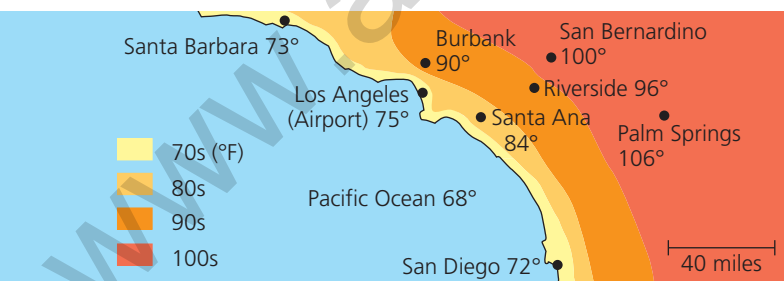 Santa Barbara 73°
Burbank
90°
San Bernardino
100°
Los Angeles
(Airport) 75°
Riverside 96°
Santa Ana
84°
Palm Springs
106°
70s (°F)
80s
90s
100s
Pacific Ocean 68°
San Diego 72°
40 miles
www.a